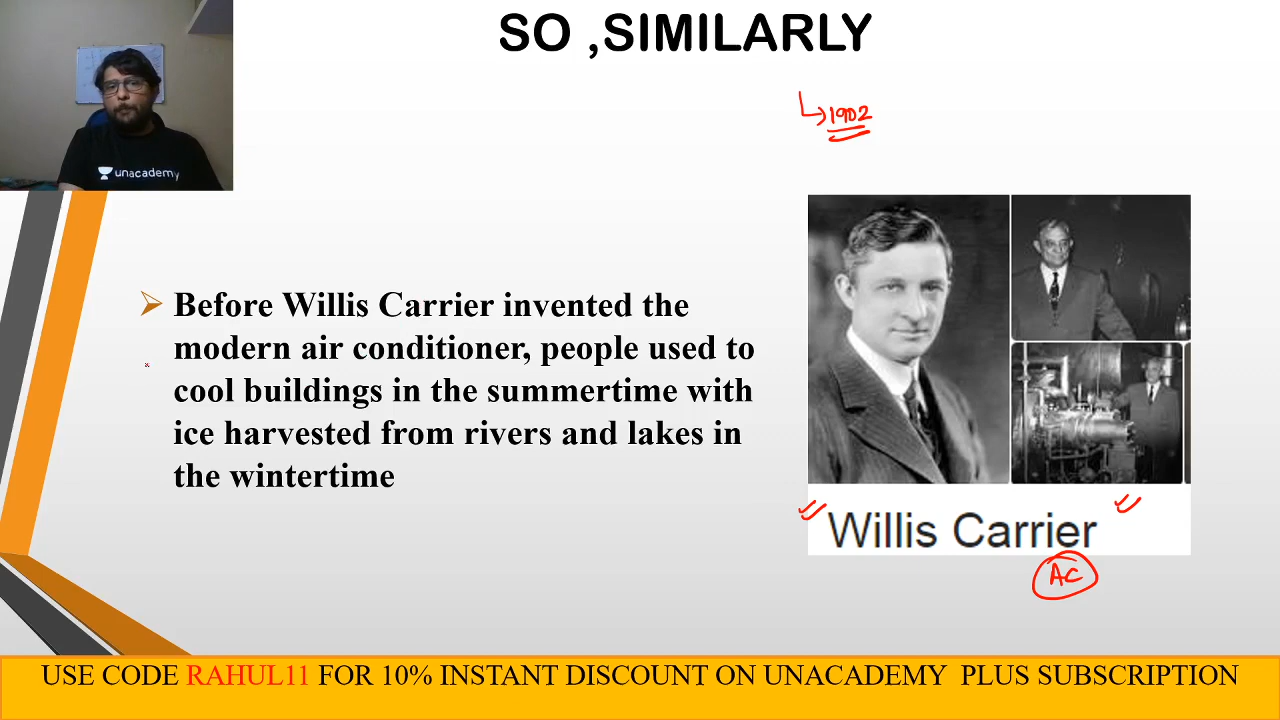 SO ,SIMILARLY
1902
unacademy
Before Willis Carrier invented the
modern air conditioner, people used to
cool buildings in the summertime with
ice harvested from rivers and lakes in
the wintertime
Willis Carrier
AC
USE CODE RAHUL11 FOR 10% INSTANT DISCOUNT ON UNACADEMY PLUS SUBSCRIPTION